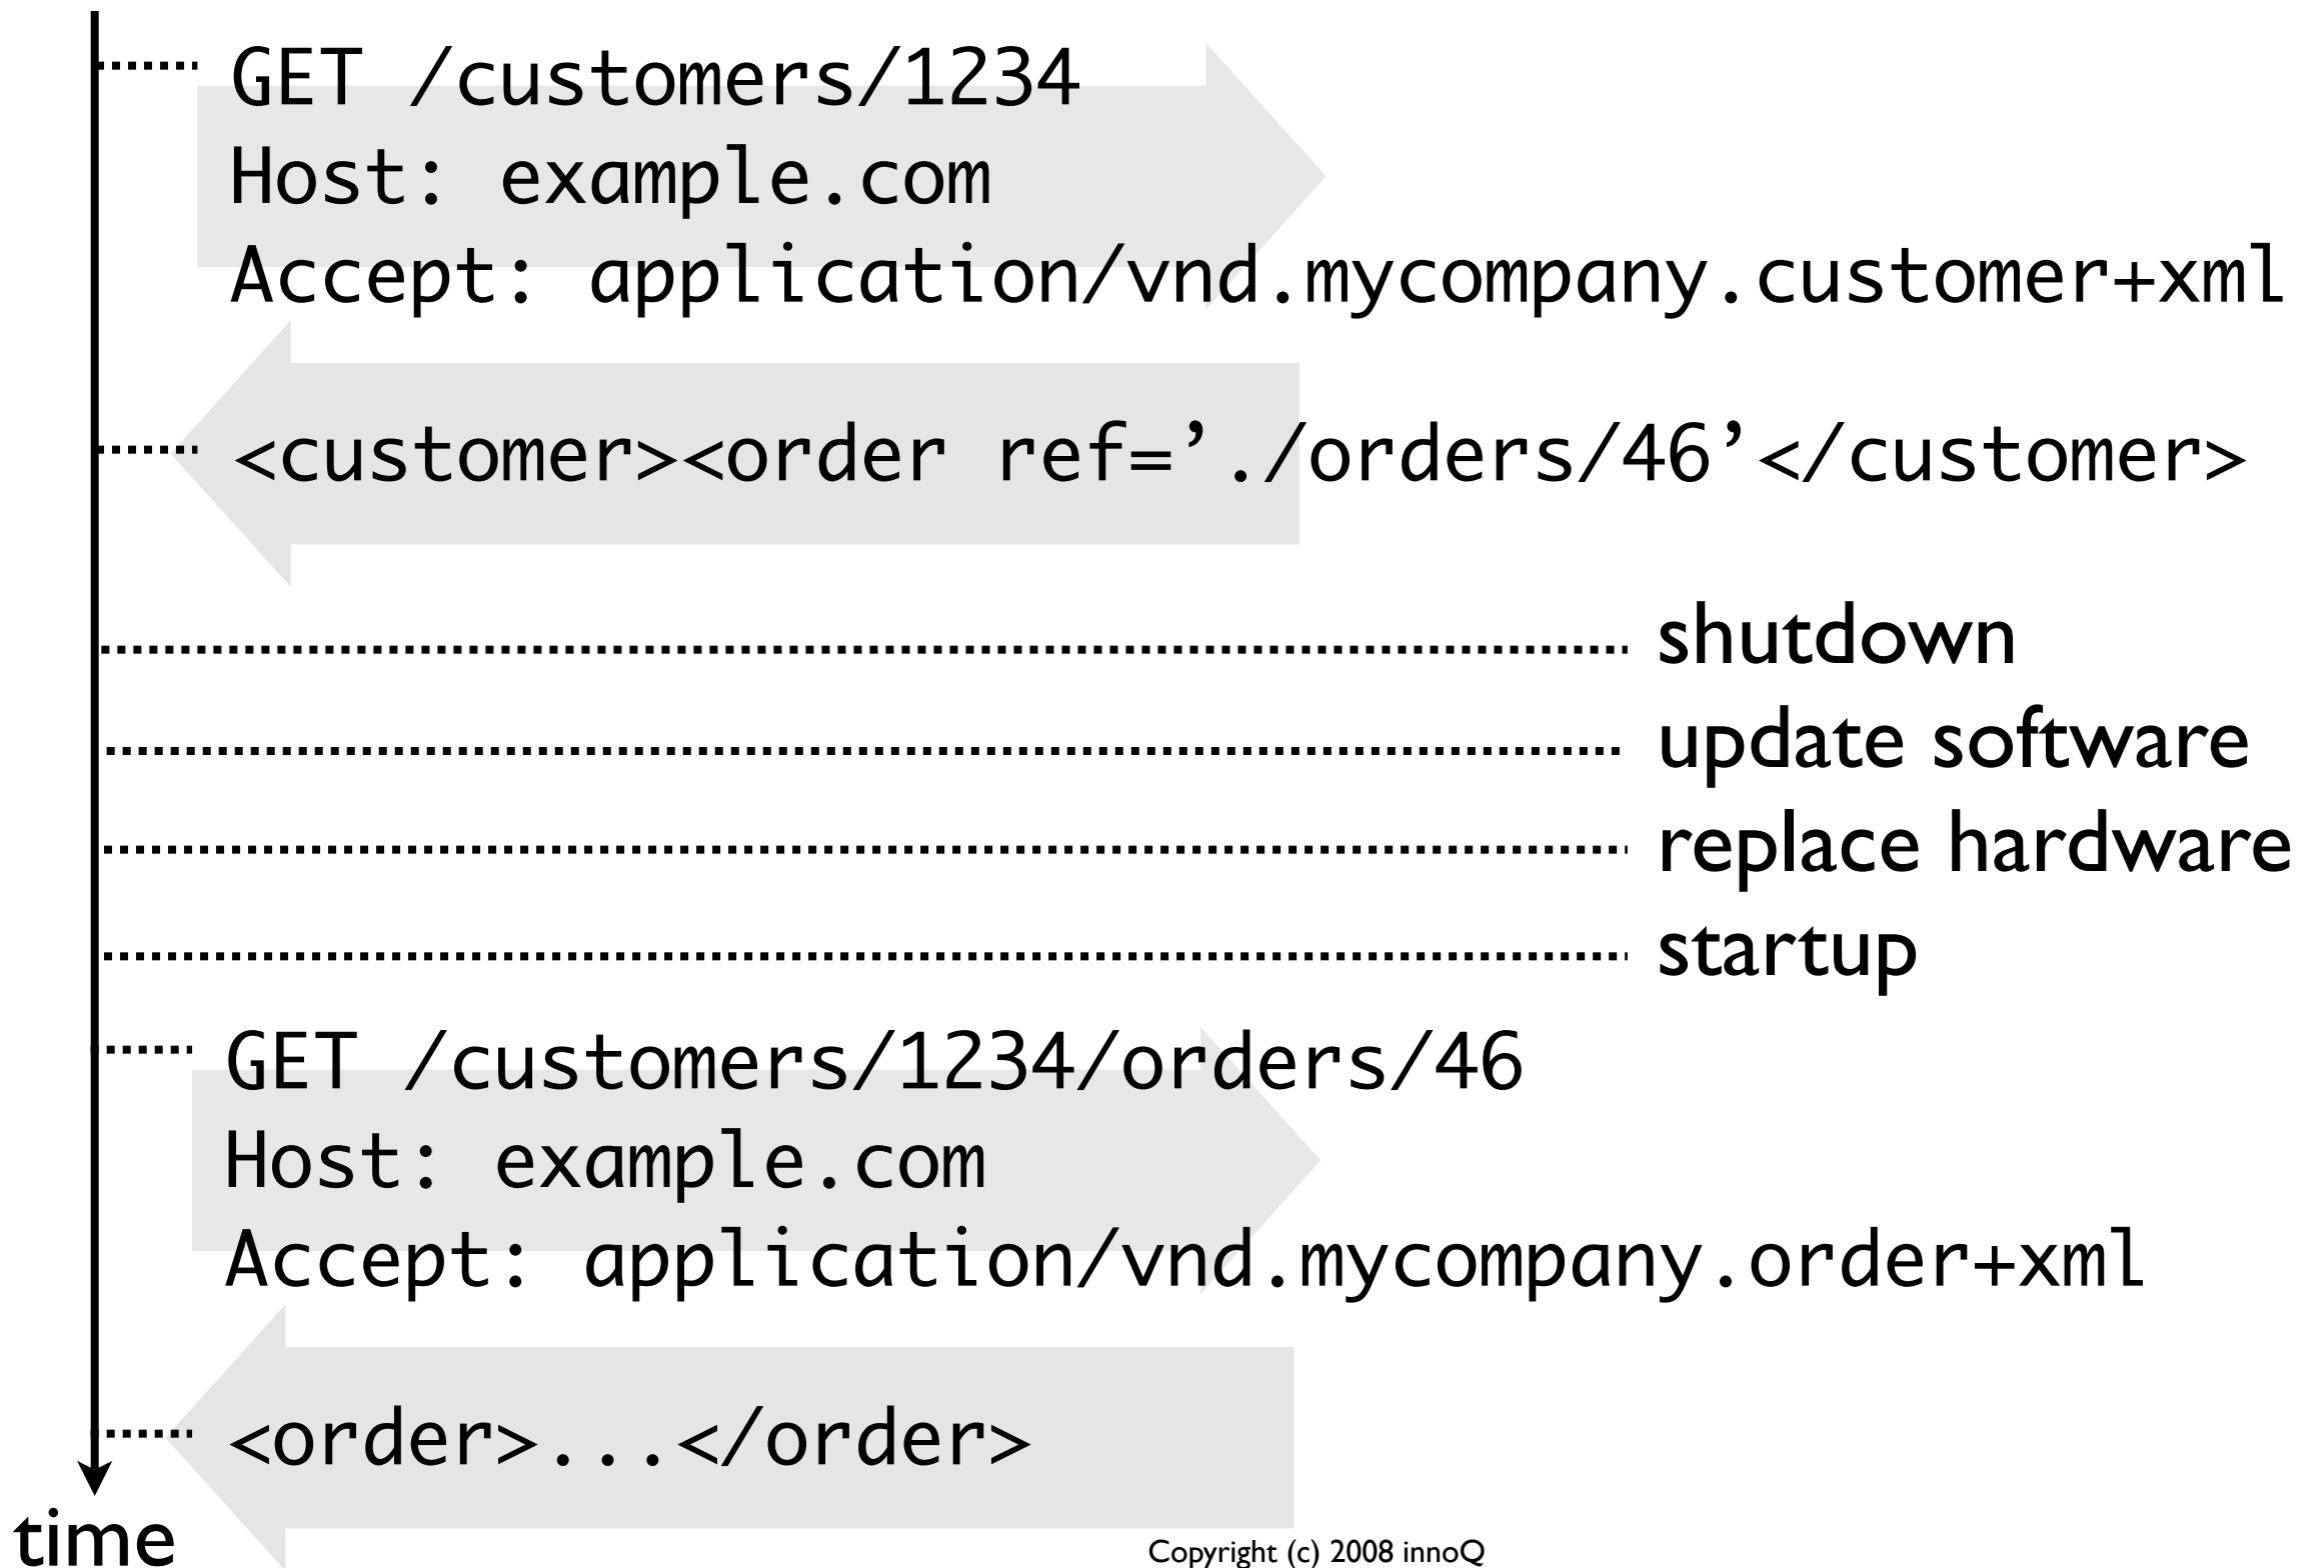 GET /customers/1234
Host: example.com
Accept: application/vnd.mycompany.customer+xml
<customer><order ref=’./orders/46’</customer>
shutdown
update software
replace hardware
startup
GET /customers/1234/orders/46
Host: example.com
Accept: application/vnd.mycompany.order+xml
<order>...</order>
time
Copyright (c) 2008 innoQ